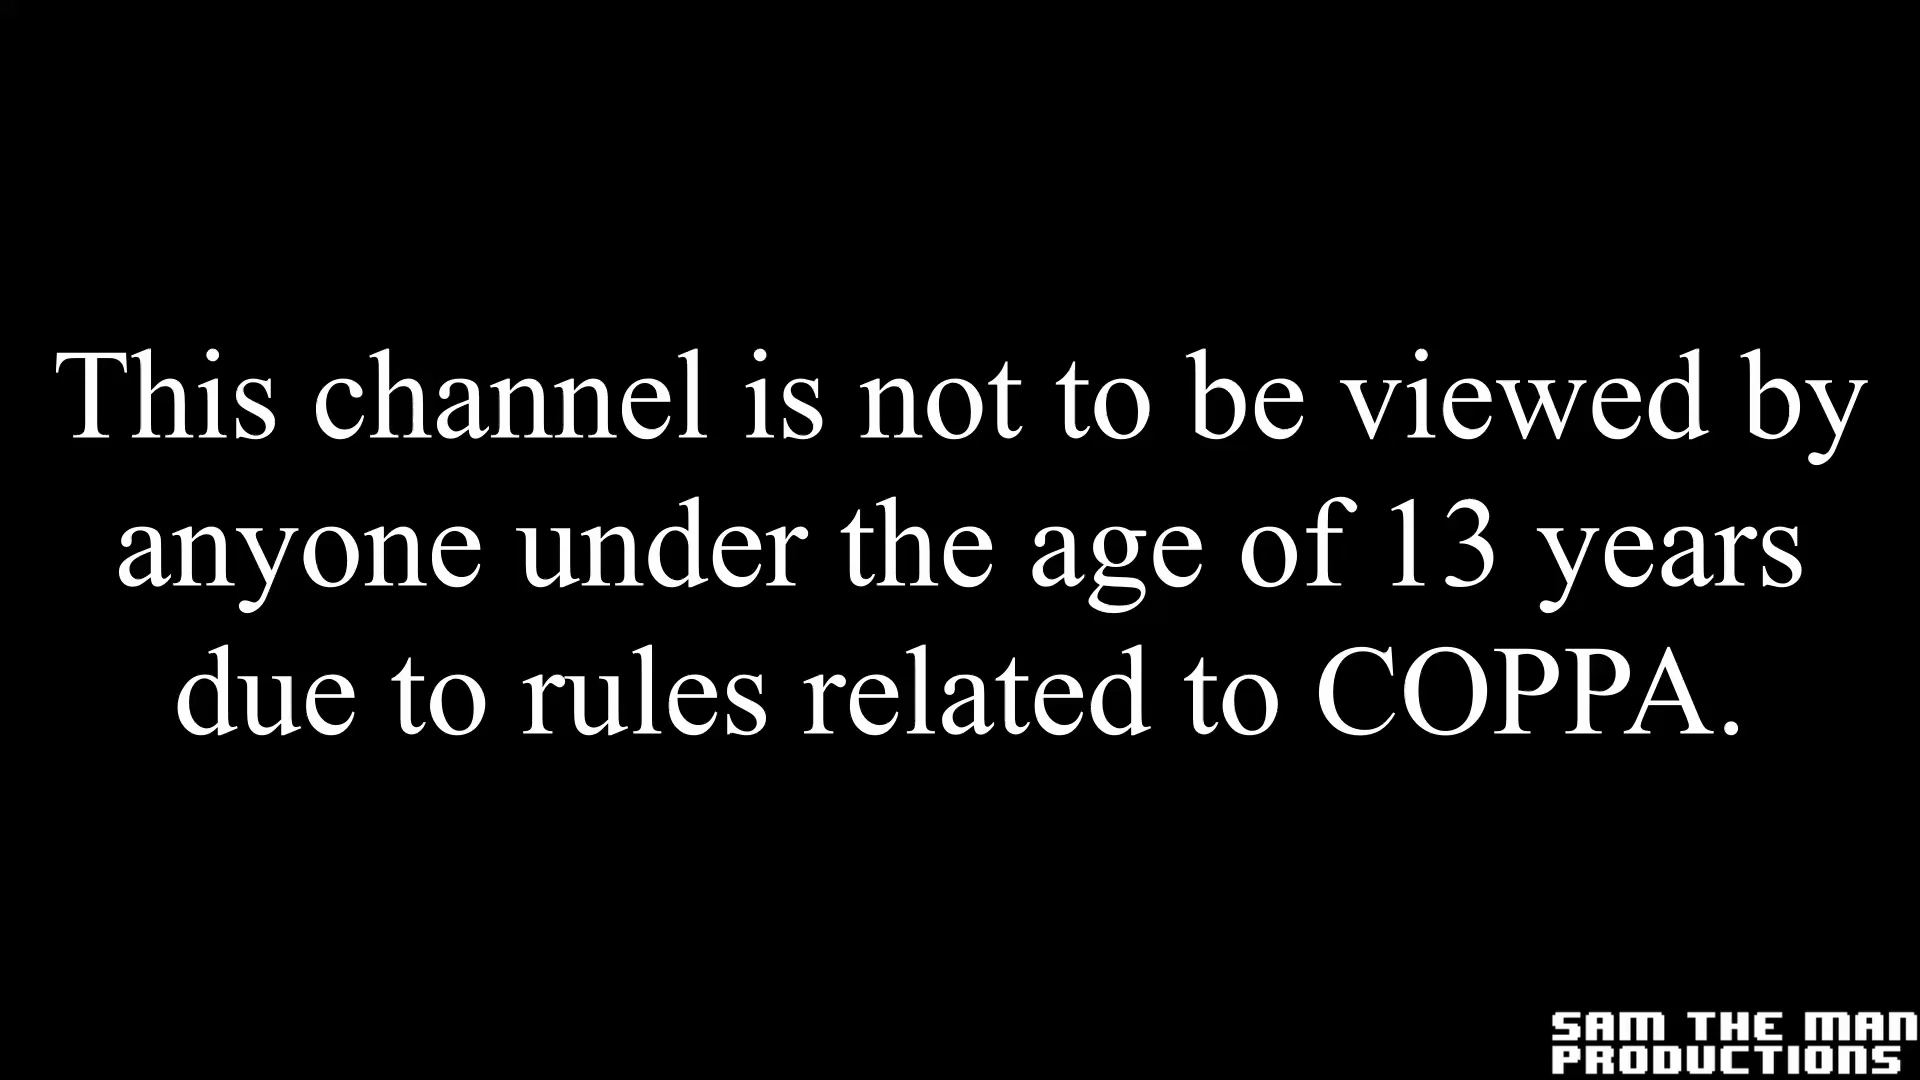 This channel is not to be viewed by
anyone under the age of 13 years
due to rules related to COPPA.
SAM THE MAN
PRODUCTIONS